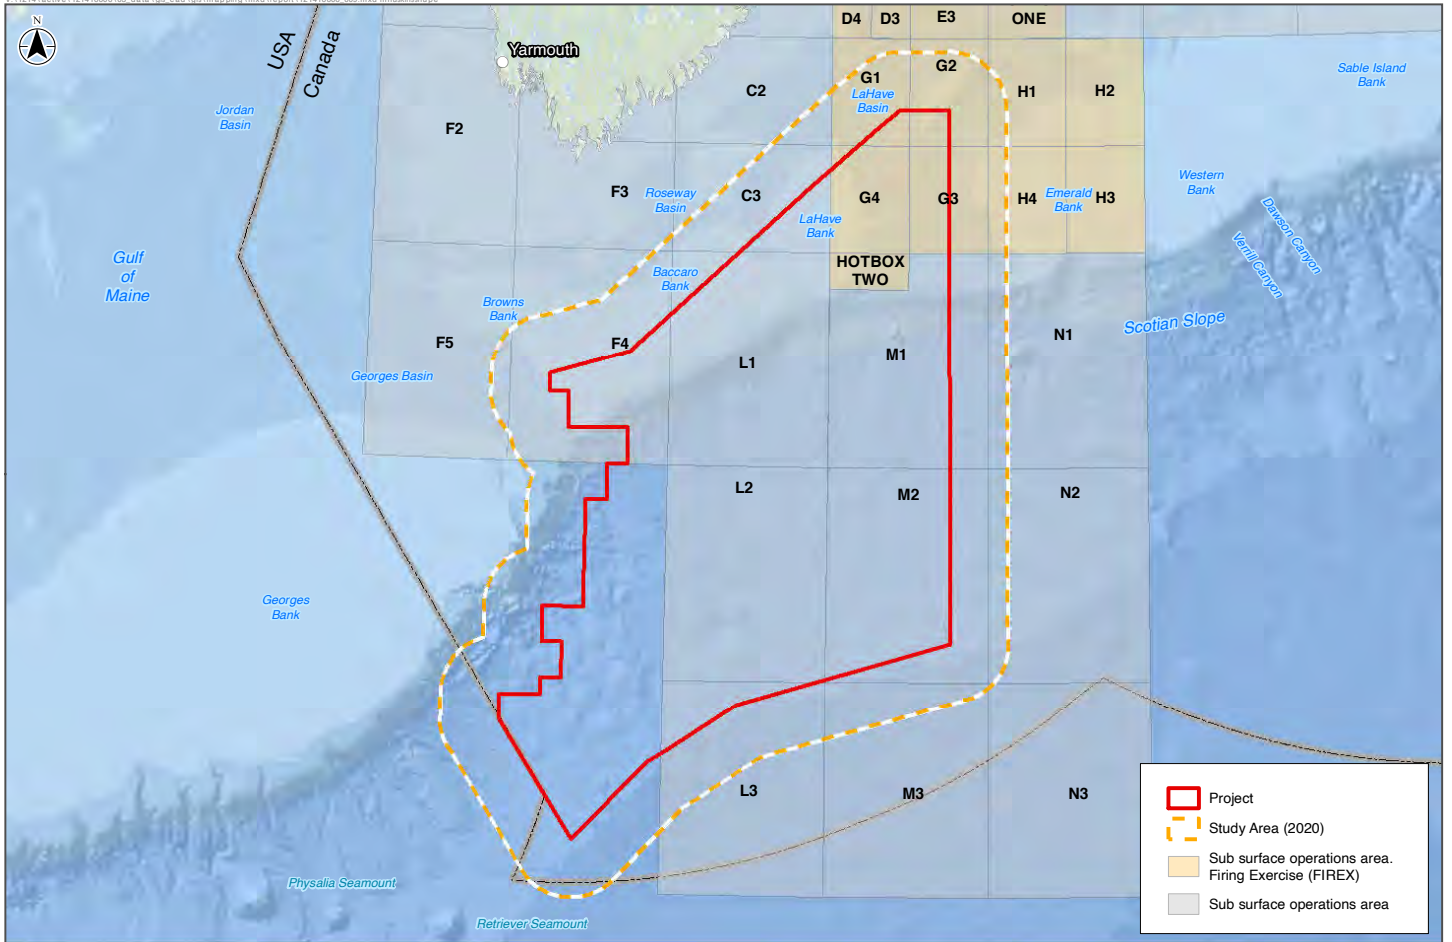 N
D4
D3
E3
ONE
USA
Canada
Yarmouth
G1
LaHave
Basin
G2
C2
H1
H2
Sable Island
Bank
Jordan
Basin
F2
F3
Roseway
Basin
C3
LaHave
Bank
G4
G3
H4
Emerald
Bank
H3
Western
Bank
Dawson Canyon
Verrill Canyon
Gulf
of
Maine
HOTBOX
TWO
Baccaro
Bank
Browns
Bank
Scotian Slope
F5
F4
L1
M1
N1
Georges Basin
L2
M2
N2
Georges
Bank
L3
M3
N3
Physalia Seamount
Retriever Seamount
Project
Study Area (2020)
Sub surface operations area.
Firing Exercise (FIREX)
Sub surface operations area